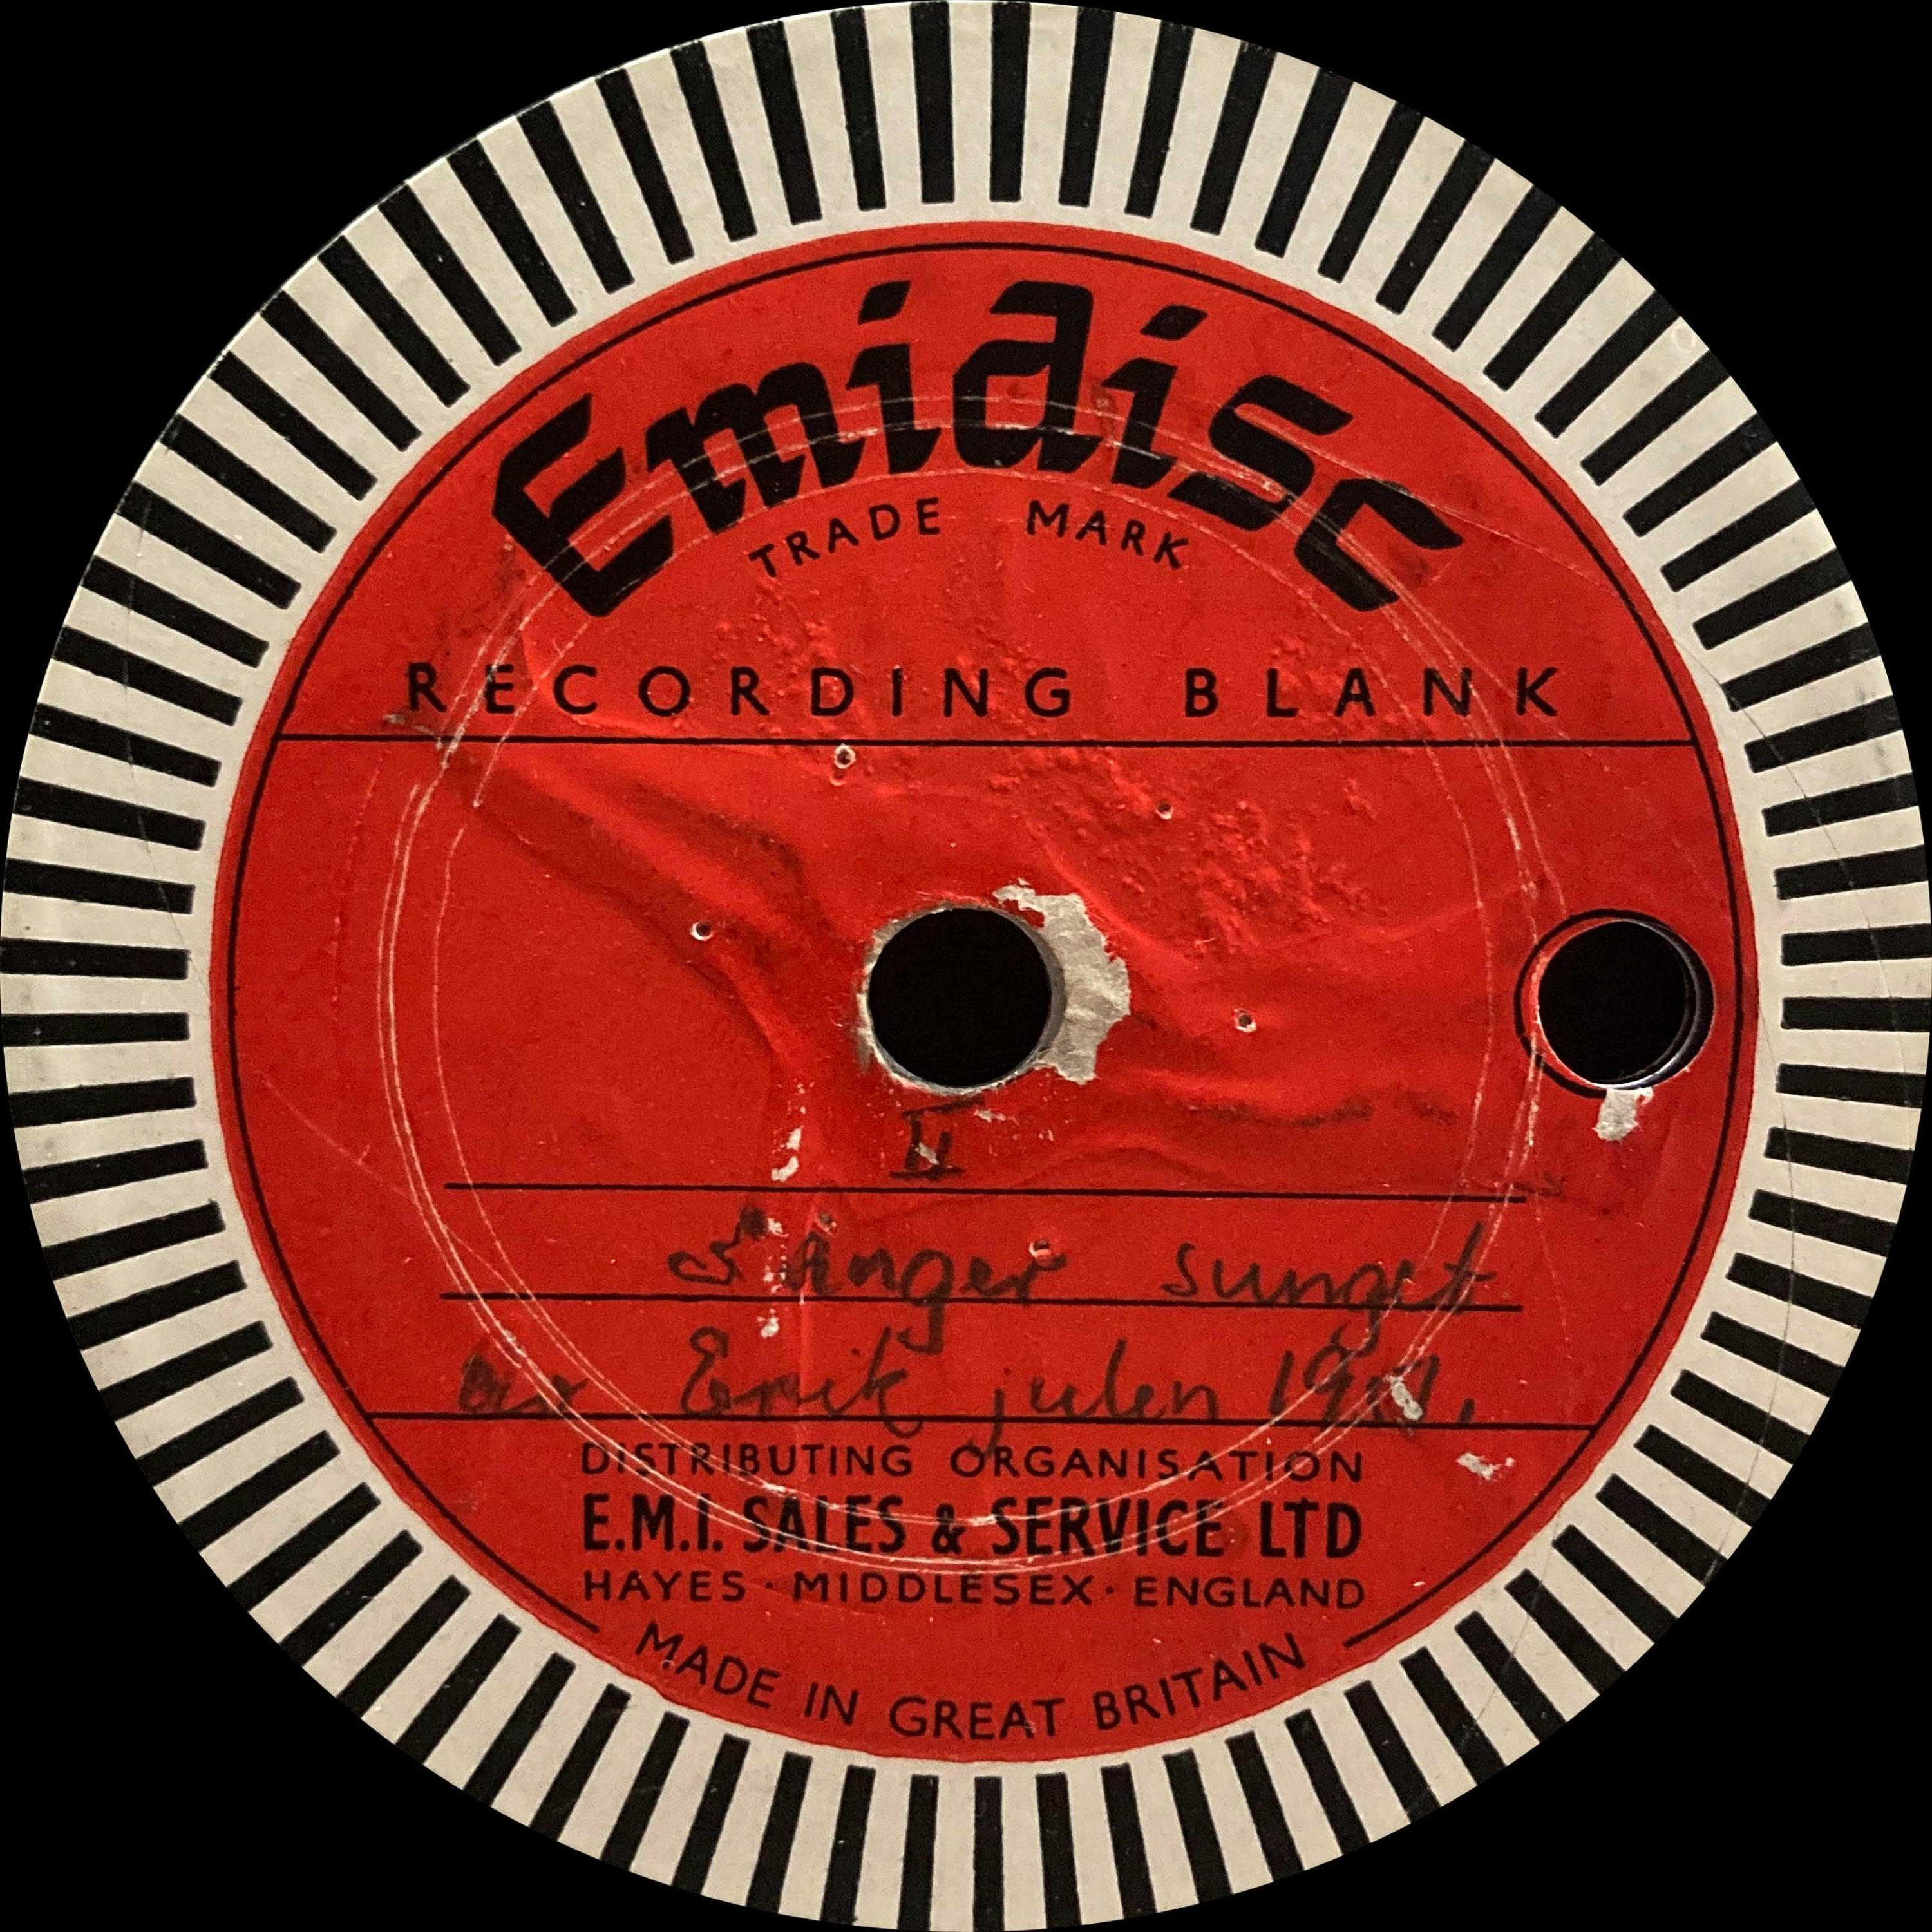 Emidisc
TRADE MARK
RECORDING BLANK
II
Sånger sunget
av Erik julen
DISTRIBUTING ORGANISATION
E.M.I. SALES & SERVICE LTD
HAYES · MIDDLESEX · ENGLAND
MADE IN GREAT BRITAIN